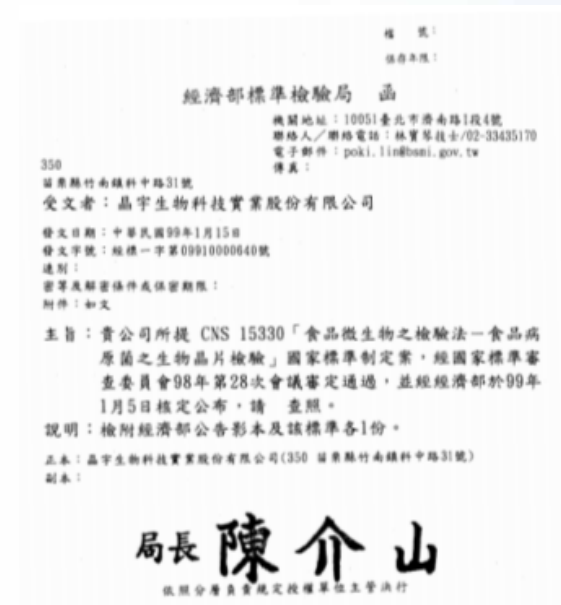 檔　號：
保存年限：
經濟部標準檢驗局　函
機關地址：10051臺北市濟南路1段4號
聯絡人／聯絡電話：林寶琴技士/02-33435170
電子郵件：poki.lin@bsmi.gov.tw
傳真：
350
苗栗縣竹南鎮科中路31號
受文者：晶宇生物科技實業股份有限公司
發文日期：中華民國99年1月15日
發文字號：經標一字第09910000640號
速別：
密等及解密條件或保密期限：
附件：如文
主旨：貴公司所提 CNS 15330「食品微生物之檢驗法－食品病
原菌之生物晶片檢驗」國家標準制定案，經國家標準審
查委員會98年第28次會議審定通過，並經經濟部於99年
1月5日核定公布，請　查照。
說明：檢附經濟部公告影本及該標準各1份。
正本：晶宇生物科技實業股份有限公司(350 苗栗縣竹南鎮科中路31號)
副本：
局長 陳介山
依照分層負責規定授權單位主管決行